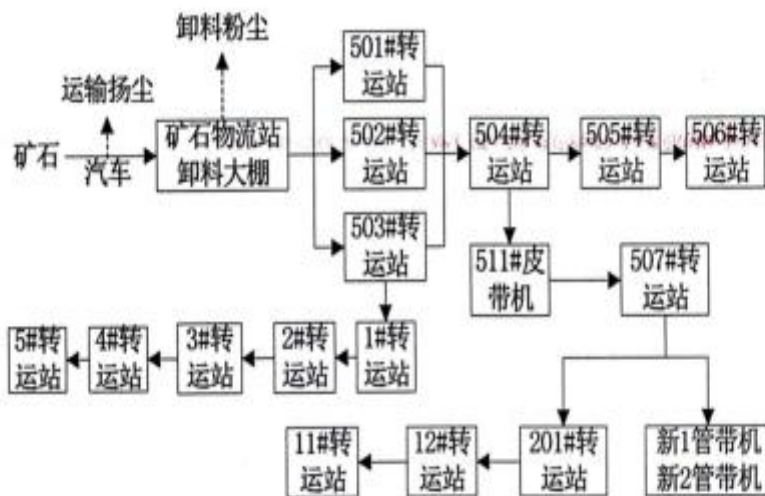 卸料粉尘
运输扬尘
矿石
汽车
矿石物流站
卸料大棚
501#转
运站
502#转
运站
503#转
运站
504#转
运站
505#转
运站
506#转
运站
511#皮
带机
507#转
运站
5#转
运站
4#转
运站
3#转
运站
2#转
运站
1#转
运站
11#转
运站
12#转
运站
201#转
运站
新1管带机
新2管带机